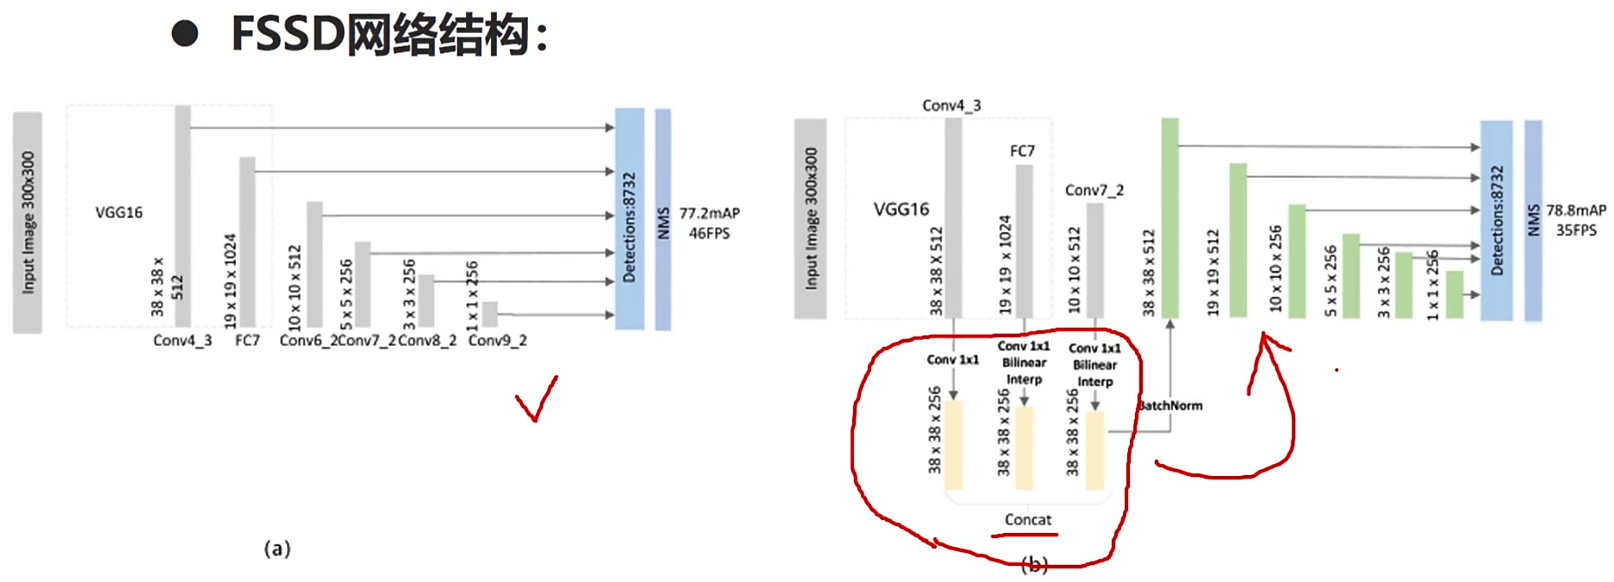 ● FSSD网络结构：
Input Image 300x300
VGG16
38 x 38 x
512
19 x 19 x 1024
10 x 10 x 512
5 x 5 x 256
3 x 3 x 256
1 x 1 x 256
Conv4_3
FC7
Conv6_2
Conv7_2
Conv8_2
Conv9_2
Detections:8732
NMS
77.2mAP
46FPS
(a)
Input Image 300x300
VGG16
Conv4_3
FC7
Conv7_2
38 x 38 x 512
19 x 19 x 1024
10 x 10 x 512
Conv 1x1
Conv 1x1
Bilinear
Interp
Conv 1x1
Bilinear
Interp
38 x 38 x 256
38 x 38 x 256
38 x 38 x 256
Concat
BatchNorm
38 x 38 x 512
19 x 19 x 512
10 x 10 x 256
5 x 5 x 256
3 x 3 x 256
1 x 1 x 256
Detections:8732
NMS
78.8mAP
35FPS
(b)